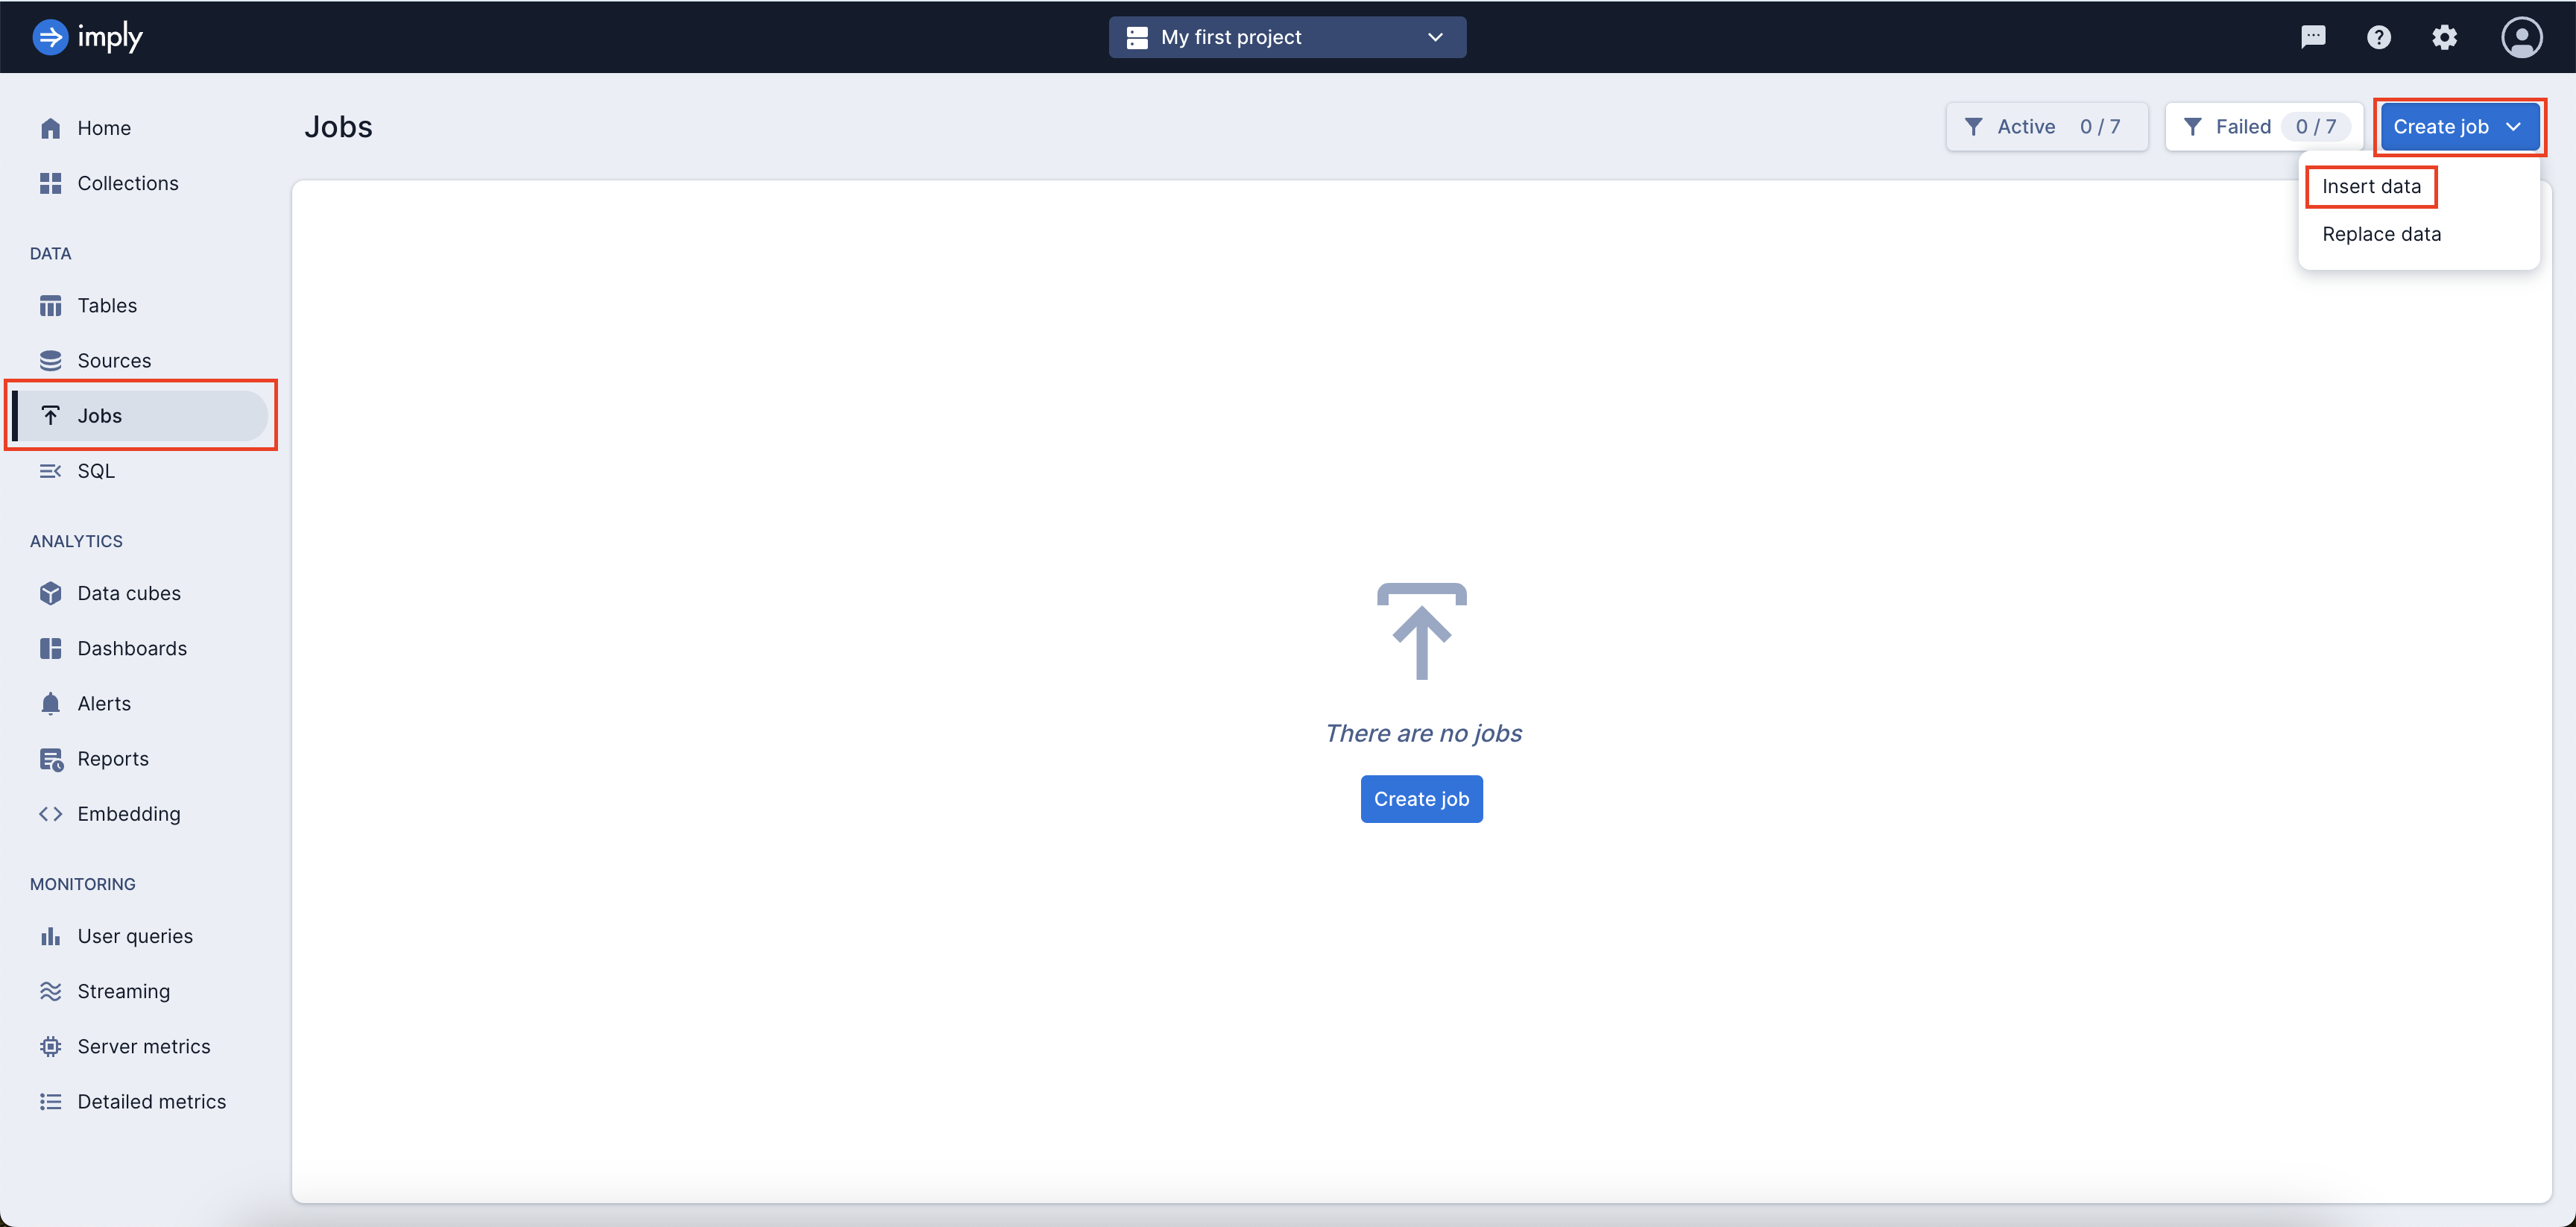 imply
My first project
Home
Collections
DATA
Tables
Sources
Jobs
SQL
ANALYTICS
Data cubes
Dashboards
Alerts
Reports
Embedding
MONITORING
User queries
Streaming
Server metrics
Detailed metrics
Jobs
Active 0 / 7
Failed 0 / 7
Create job
Insert data
Replace data
There are no jobs
Create job